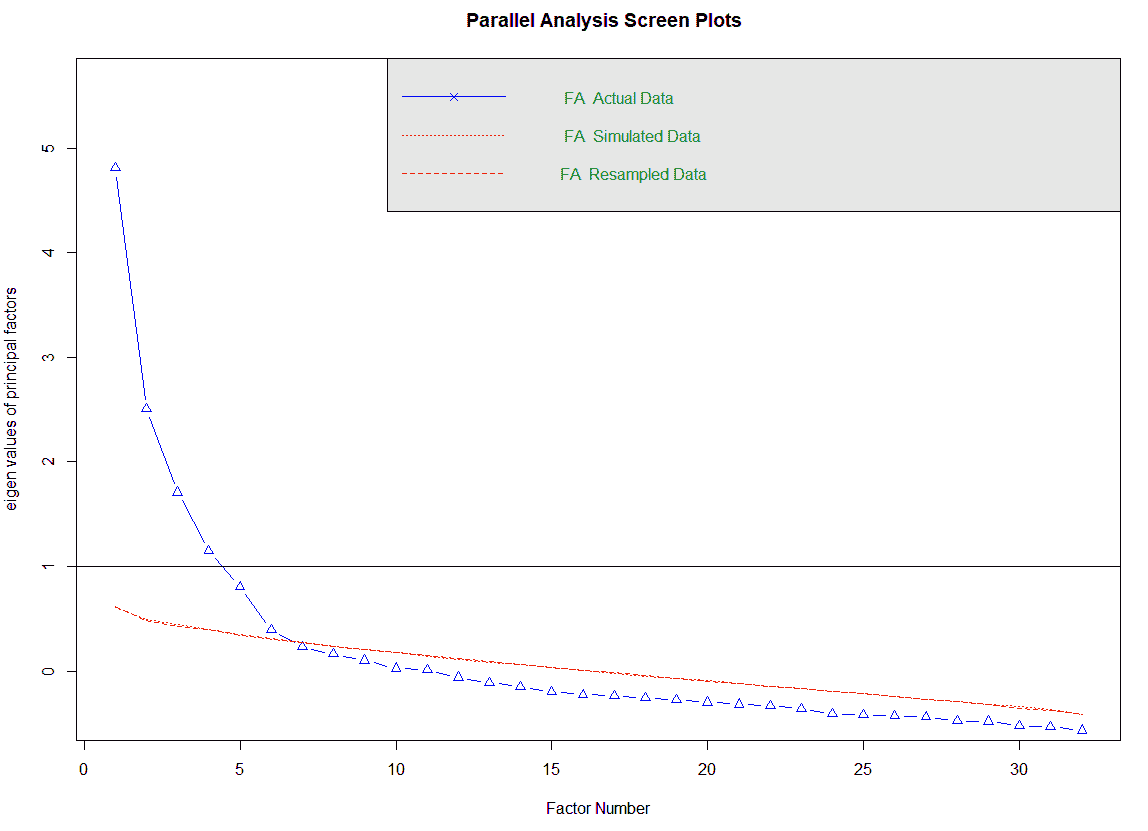 Parallel Analysis Screen Plots
FA  Actual Data
FA  Simulated Data
FA  Resampled Data
eigen values of principal factors
5
4
3
2
1
0
0
5
10
15
20
25
30
Factor Number